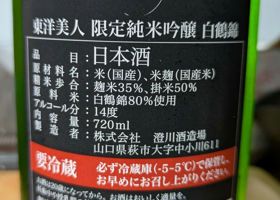 東洋美人 限定純米吟醸 白鶴錦
品目：日本酒
原材料名：米(国産)、米麹(国産米)
精米歩合：麹米35%、掛米50%
原料米：白鶴錦80%使用
アルコール分：14度
内容量：720ml
製造者：株式会社 澄川酒造場
山口県萩市大字中小川611
要冷蔵
必ず冷蔵庫(-5-5℃)で保管し、
お早めにお召し上がりください。